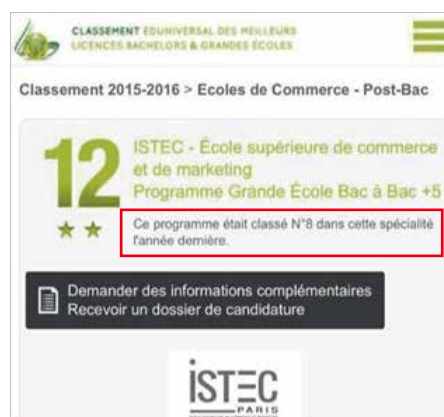 CLASSEMENT EDUNIVERSAL DES MEILLEURS
LICENCES BACHELORS & GRANDES ÉCOLES
Classement 2015-2016 > Ecoles de Commerce - Post-Bac
12
ISTEC - École supérieure de commerce
et de marketing
Programme Grande École Bac à Bac +5
Ce programme était classé N°8 dans cette spécialité
l'année dernière.
Demander des informations complémentaires
Recevoir un dossier de candidature
iSTEC
PARIS